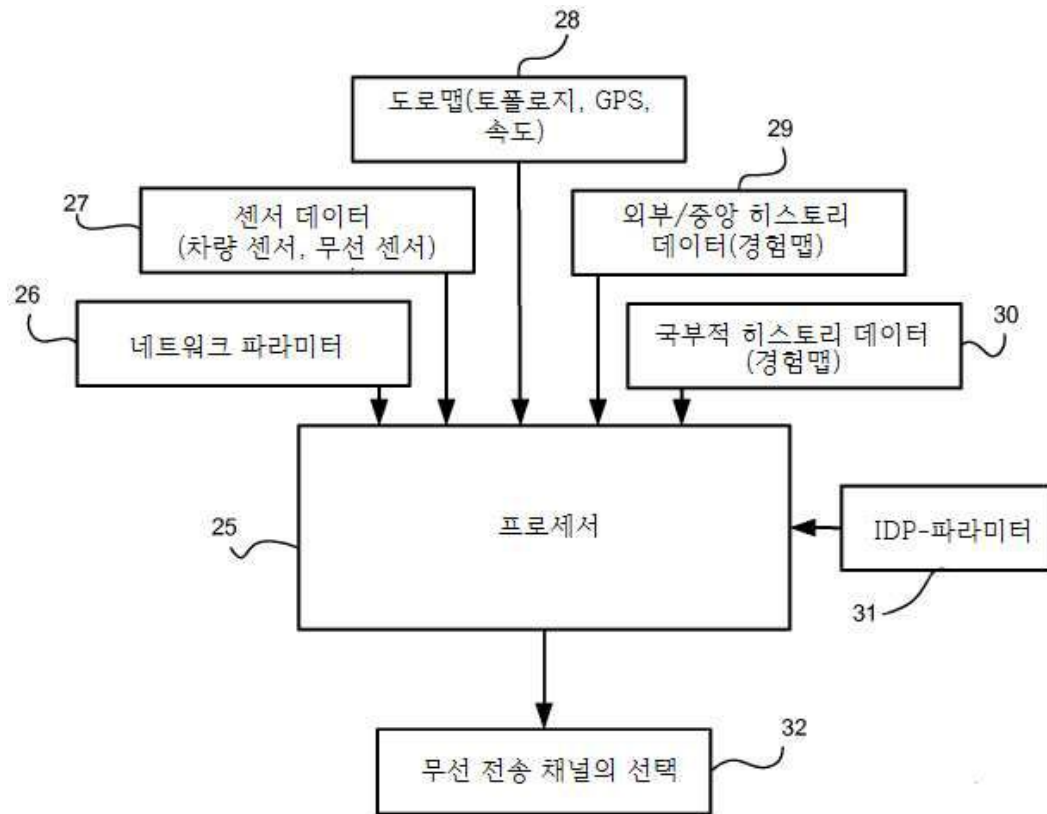 28
도로맵(토폴로지, GPS,
속도)
29
외부/중앙 히스토리
데이터(경험맵)
27
센서 데이터
(차량 센서, 무선 센서)
26
네트워크 파라미터
30
국부적 히스토리 데이터
(경험맵)
25
프로세서
IDP-파라미터
31
32
무선 전송 채널의 선택